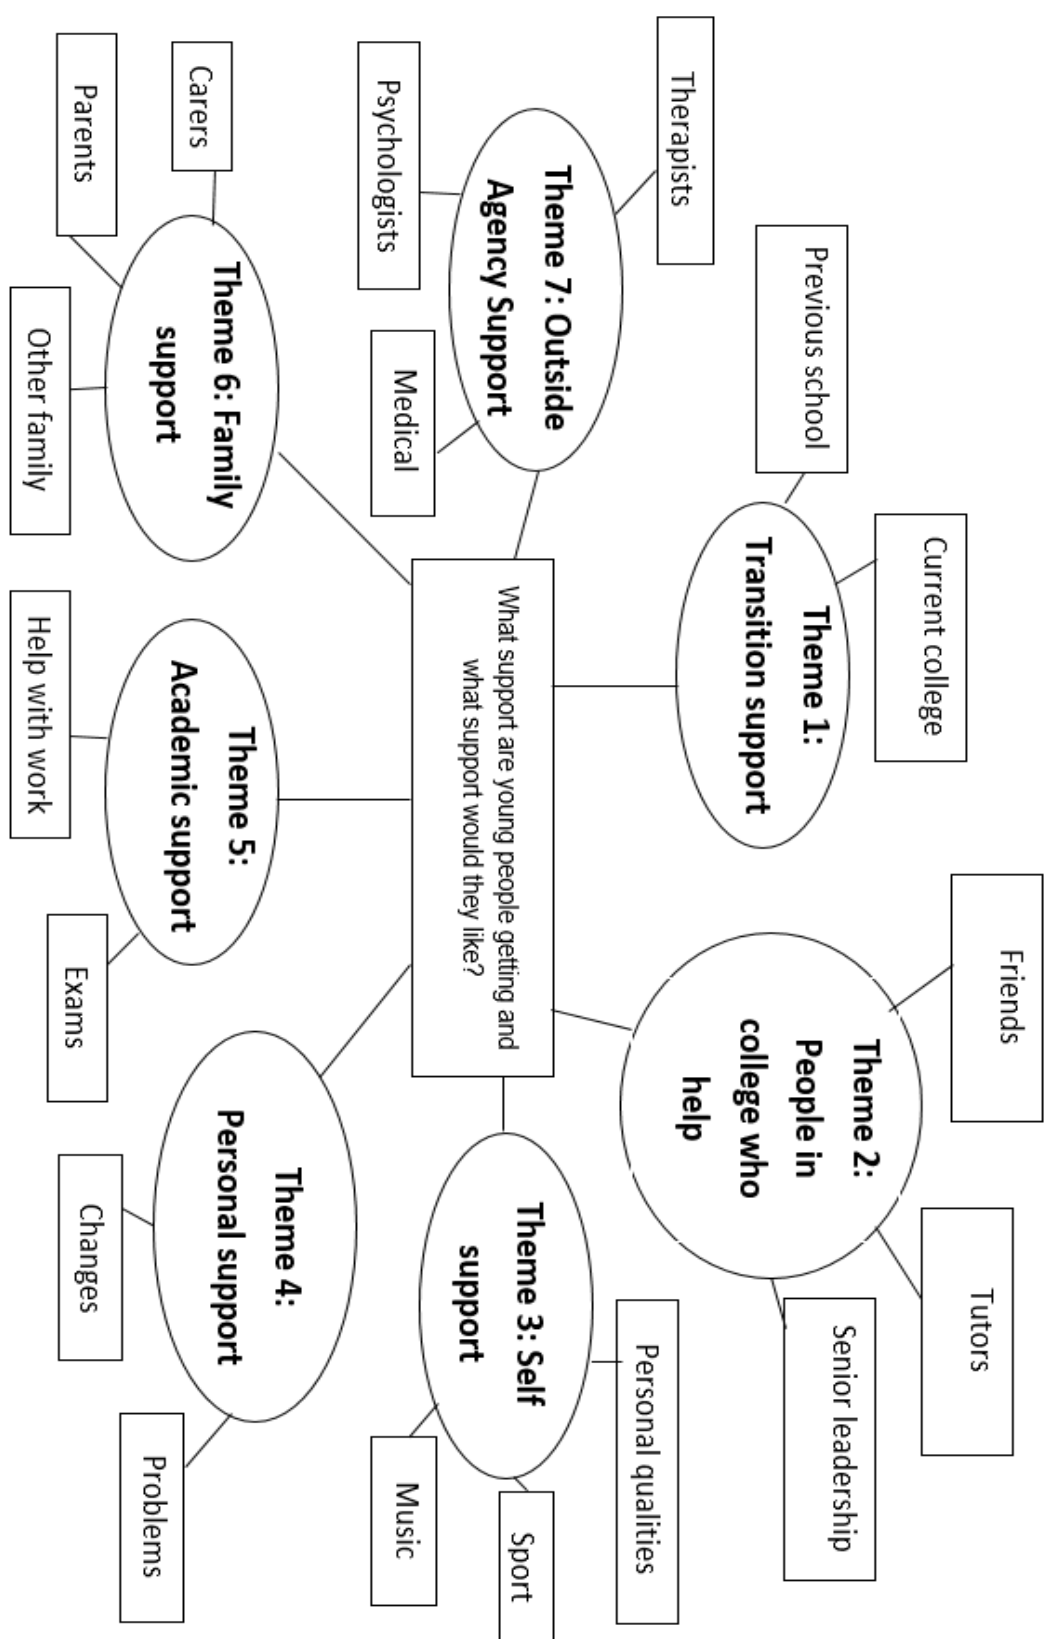 Therapists
Previous school
Current college
Friends
Tutors
Senior leadership
Theme 7: Outside
Agency Support
Psychologists
Medical
Theme 1:
Transition support
Theme 2:
People in
college who
help
Personal qualities
What support are young people getting and
what support would they like?
Theme 3: Self
support
Sport
Music
Carers
Parents
Theme 6: Family
support
Other family
Theme 5:
Academic support
Help with work
Exams
Theme 4:
Personal support
Changes
Problems